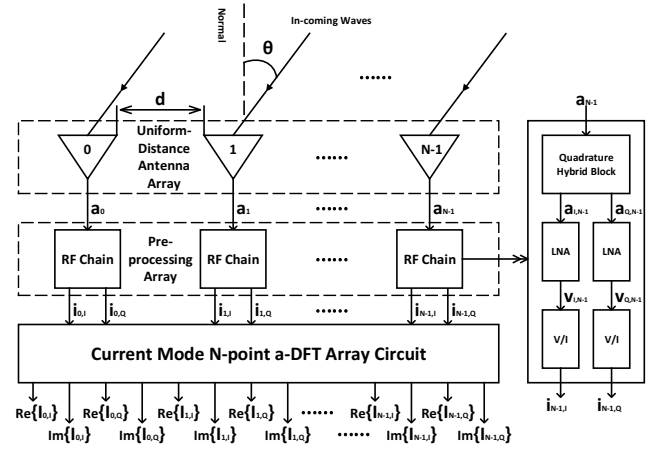 Normal
In-coming Waves
θ
......
d
0
Uniform-
Distance
Antenna
Array
1
......
N-1
a0
a1
......
aN-1
RF Chain
Pre-
processing
Array
RF Chain
......
RF Chain
i0,I
i0,Q
i1,I
i1,Q
......
iN-1,I
iN-1,Q
Current Mode N-point a-DFT Array Circuit
Re{I0,I}
Re{I0,Q}
Re{I1,I}
Re{I1,Q}
......
Re{IN-1,I}
Re{IN-1,Q}
Im{I0,I}
Im{I0,Q}
Im{I1,I}
Im{I1,Q}
......
Im{IN-1,I}
Im{IN-1,Q}
aN-1
Quadrature
Hybrid Block
aI,N-1
aQ,N-1
LNA
LNA
vI,N-1
vQ,N-1
V/I
V/I
iN-1,I
iN-1,Q